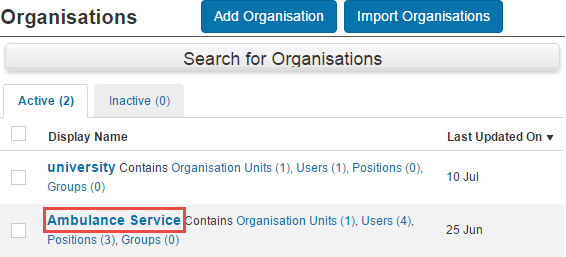 Organisations Add Organisation Import Organisations
Search for Organisations
Active (2) Inactive (0)
Display Name Last Updated On ▼
university Contains Organisation Units (1), Users (1), Positions (0),
Groups (0) 10 Jul
Ambulance Service Contains Organisation Units (1), Users (4),
Positions (3), Groups (0) 25 Jun